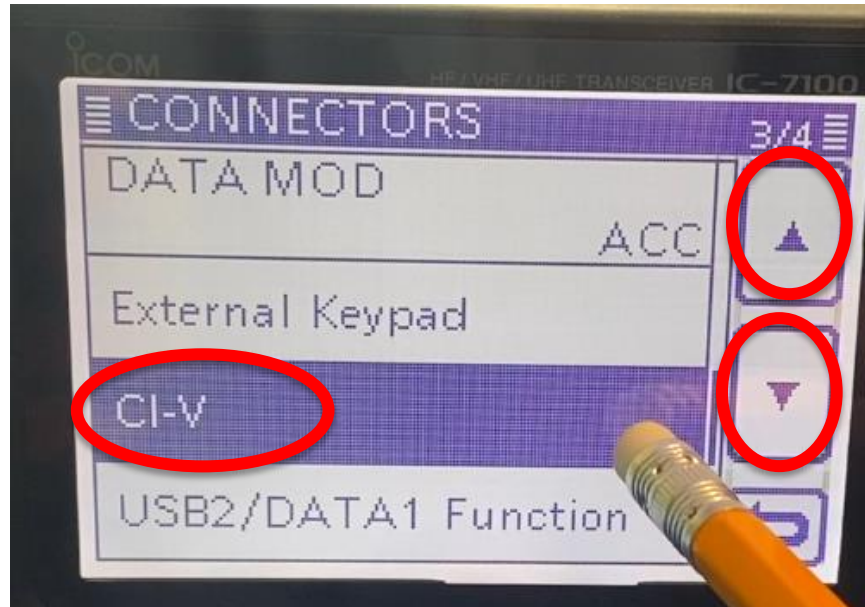 ICOM
HF/VHF/UHF TRANSCEIVER IC-7100
CONNECTORS 3/4
DATA MOD
ACC
External Keypad
CI-V
USB2/DATA1 Function